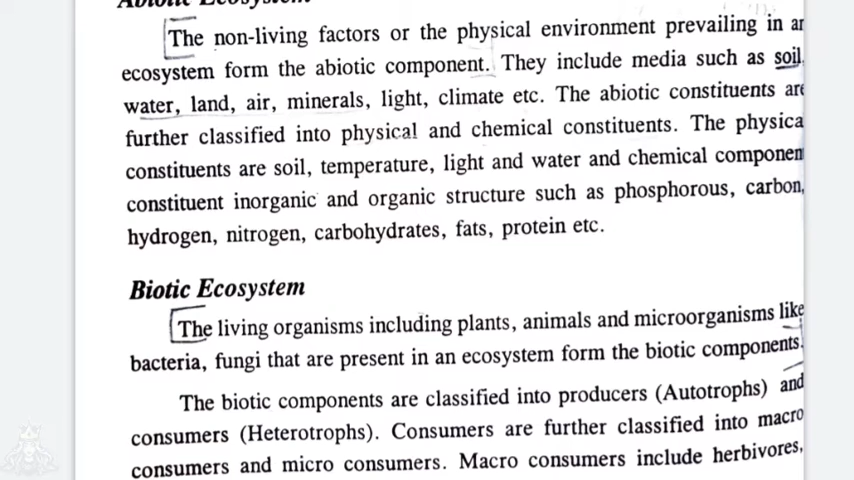 Abiotic Ecosystem
The non-living factors or the physical environment prevailing in an
ecosystem form the abiotic component. They include media such as soil,
water, land, air, minerals, light, climate etc. The abiotic constituents are
further classified into physical and chemical constituents. The physica
constituents are soil, temperature, light and water and chemical componen
constituent inorganic and organic structure such as phosphorous, carbon,
hydrogen, nitrogen, carbohydrates, fats, protein etc.
Biotic Ecosystem
The living organisms including plants, animals and microorganisms like
bacteria, fungi that are present in an ecosystem form the biotic components.
The biotic components are classified into producers (Autotrophs) and
consumers (Heterotrophs). Consumers are further classified into macro
consumers and micro consumers. Macro consumers include herbivores,